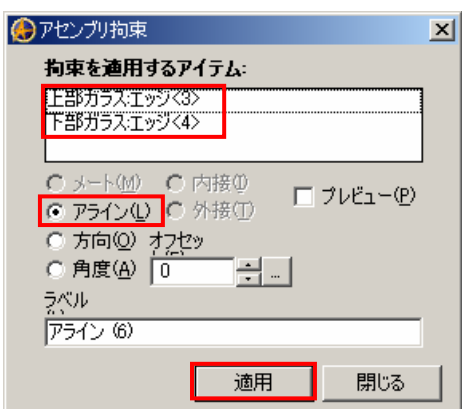 アセンブリ拘束
拘束を適用するアイテム:
上部ガラス:エッジ<3>
下部ガラス:エッジ<4>
メート(M) 内接(I)
アライン(L) 外接(T) プレビュー(P)
方向(O) オフセッ
角度(A) 0 ...
ラベル
アライン (6)
適用 閉じる